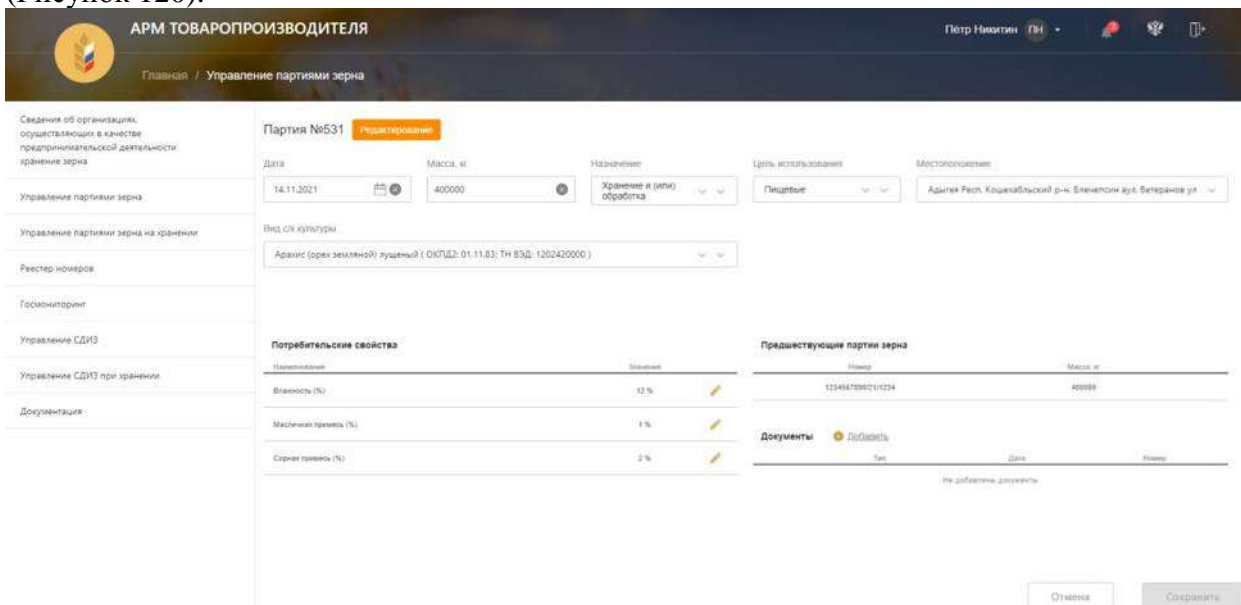 (Рисунок 120).
АРМ ТОВАРОПРОИЗВОДИТЕЛЯ
Пётр Никитин ПН
Главная / Управление партиями зерна
Сведения об организациях,
осуществляющих в качестве
предпринимательской деятельности
хранение зерна
Управление партиями зерна
Управление партиями зерна на хранении
Реестр номеров
Госмониторинг
Управление СДИЗ
Управление СДИЗ при хранении
Документация
Партия №531 Редактирование
Дата Масса, кг Назначение Цель использования Местоположение
14.11.2021 400000 Хранение и (или) обработка Пищевые Адыгея Респ, Кошехабльский р-н, Блечепсин аул, Ветеранов ул
Вид с/х культуры
Арахис (орех земляной) лущеный ( ОКПД2: 01.11.83; ТН ВЭД: 1202420000 )
Потребительские свойства
Наименование Значение
Влажность (%) 12 %
Масличная примесь (%) 1 %
Сорная примесь (%) 2 %
Предшествующие партии зерна
Номер Масса, кг
400000
Документы Добавить
Тип Дата Номер
Не добавлены документы
Отмена Сохранить